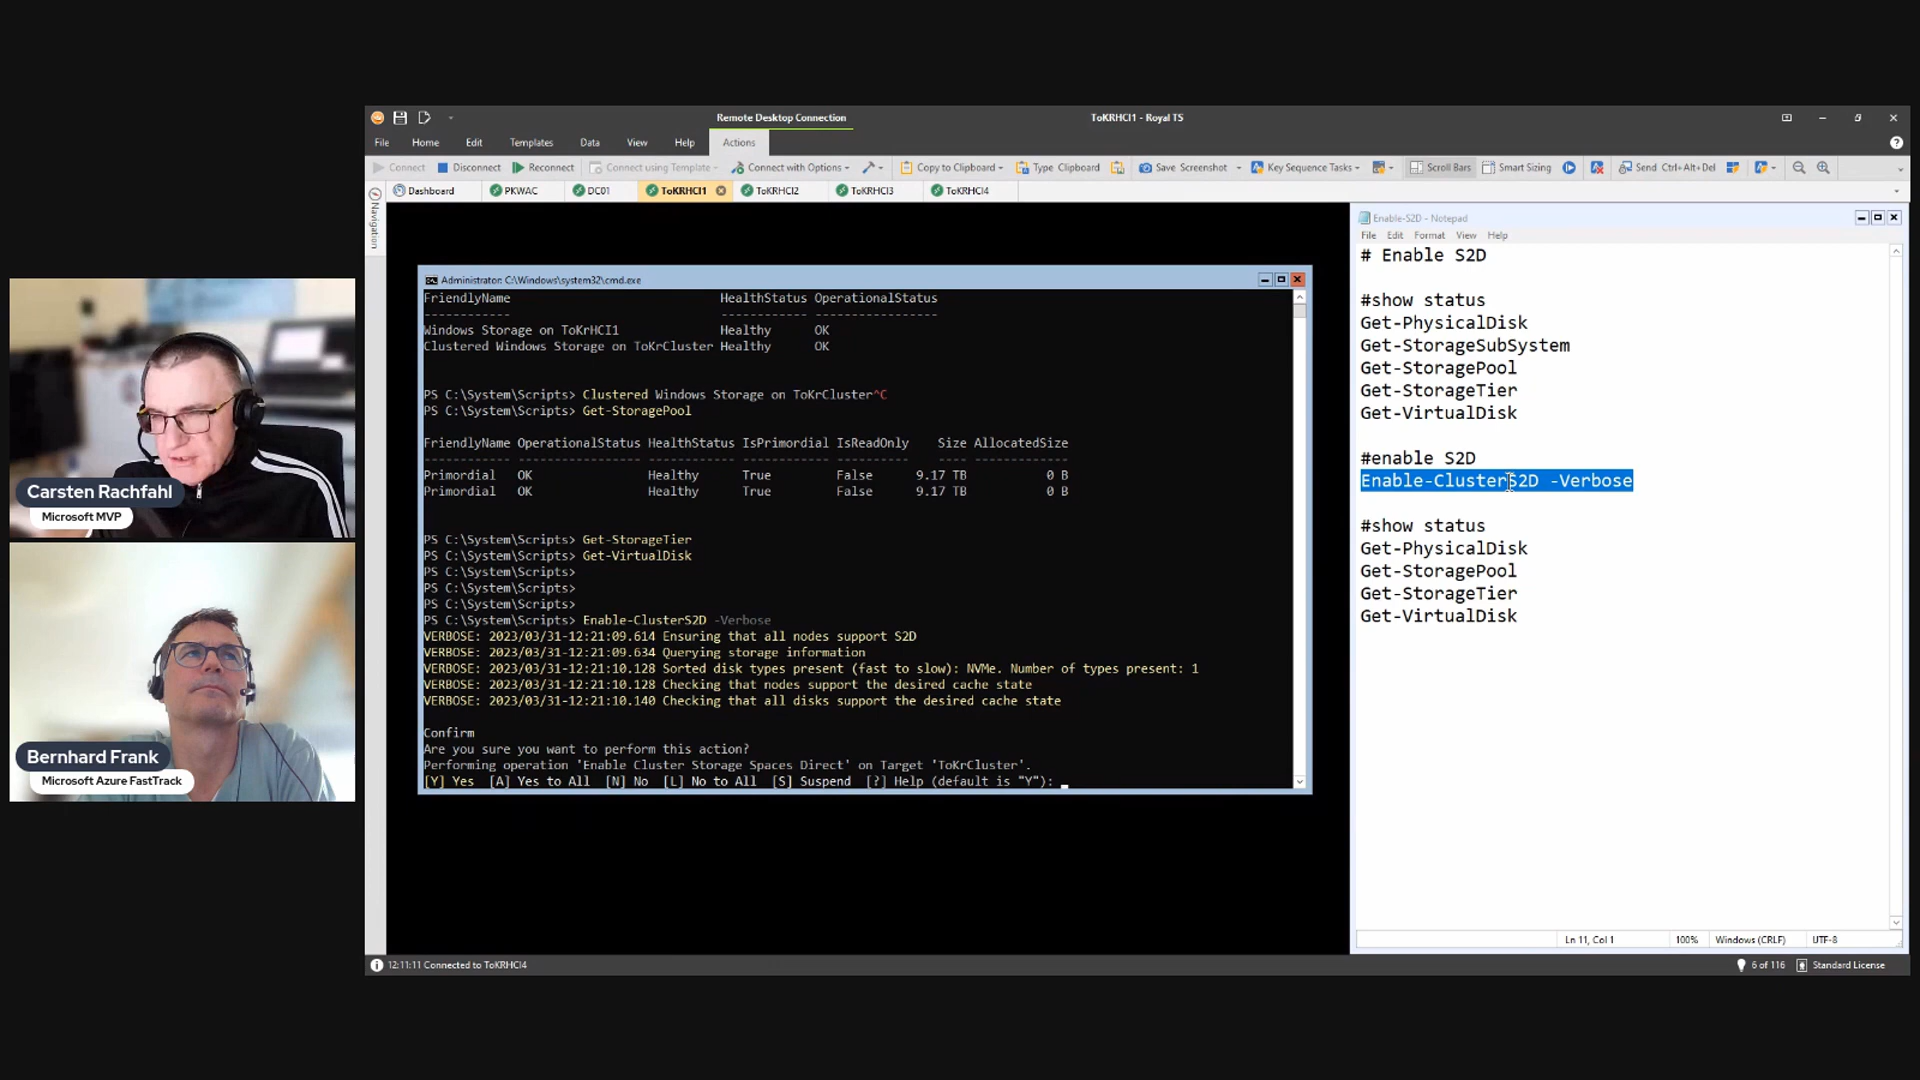 Remote Desktop Connection
ToKRHCI1 - Royal TS
File Home Edit Templates Data View Help Actions
Connect Disconnect Reconnect Connect using Template Connect with Options Copy to Clipboard Type Clipboard Save Screenshot Key Sequence Tasks Scroll Bars Smart Sizing Send Ctrl+Alt+Del
Dashboard PKWAC DC01 ToKRHCI1 ToKRHCI2 ToKRHCI3 ToKRHCI4
Navigation
Administrator: C:\Windows\system32\cmd.exe
FriendlyName HealthStatus OperationalStatus
------------ ------------ -----------------
Windows Storage on ToKrHCI1 Healthy OK
Clustered Windows Storage on ToKrCluster Healthy OK
PS C:\System\Scripts> Clustered Windows Storage on ToKrCluster^C
PS C:\System\Scripts> Get-StoragePool
FriendlyName OperationalStatus HealthStatus IsPrimordial IsReadOnly Size AllocatedSize
------------ ----------------- ------------ ------------ ---------- ---- -------------
Primordial OK Healthy True False 9.17 TB 0 B
Primordial OK Healthy True False 9.17 TB 0 B
PS C:\System\Scripts> Get-StorageTier
PS C:\System\Scripts> Get-VirtualDisk
PS C:\System\Scripts>
PS C:\System\Scripts>
PS C:\System\Scripts>
PS C:\System\Scripts> Enable-ClusterS2D -Verbose
VERBOSE: 2023/03/31-12:21:09.614 Ensuring that all nodes support S2D
VERBOSE: 2023/03/31-12:21:09.634 Querying storage information
VERBOSE: 2023/03/31-12:21:10.128 Sorted disk types present (fast to slow): NVMe. Number of types present: 1
VERBOSE: 2023/03/31-12:21:10.128 Checking that nodes support the desired cache state
VERBOSE: 2023/03/31-12:21:10.140 Checking that all disks support the desired cache state
Confirm
Are you sure you want to perform this action?
Performing operation 'Enable Cluster Storage Spaces Direct' on Target 'ToKrCluster'.
[Y] Yes [A] Yes to All [N] No [L] No to All [S] Suspend [?] Help (default is "Y"):
Enable-S2D - Notepad
File Edit Format View Help
# Enable S2D
#show status
Get-PhysicalDisk
Get-StorageSubSystem
Get-StoragePool
Get-StorageTier
Get-VirtualDisk
#enable S2D
Enable-ClusterS2D -Verbose
#show status
Get-PhysicalDisk
Get-StoragePool
Get-StorageTier
Get-VirtualDisk
Ln 11, Col 1 100% Windows (CRLF) UTF-8
12:11:11 Connected to ToKRHCI4
6 of 116 Standard License
Carsten Rachfahl
Microsoft MVP
Bernhard Frank
Microsoft Azure FastTrack